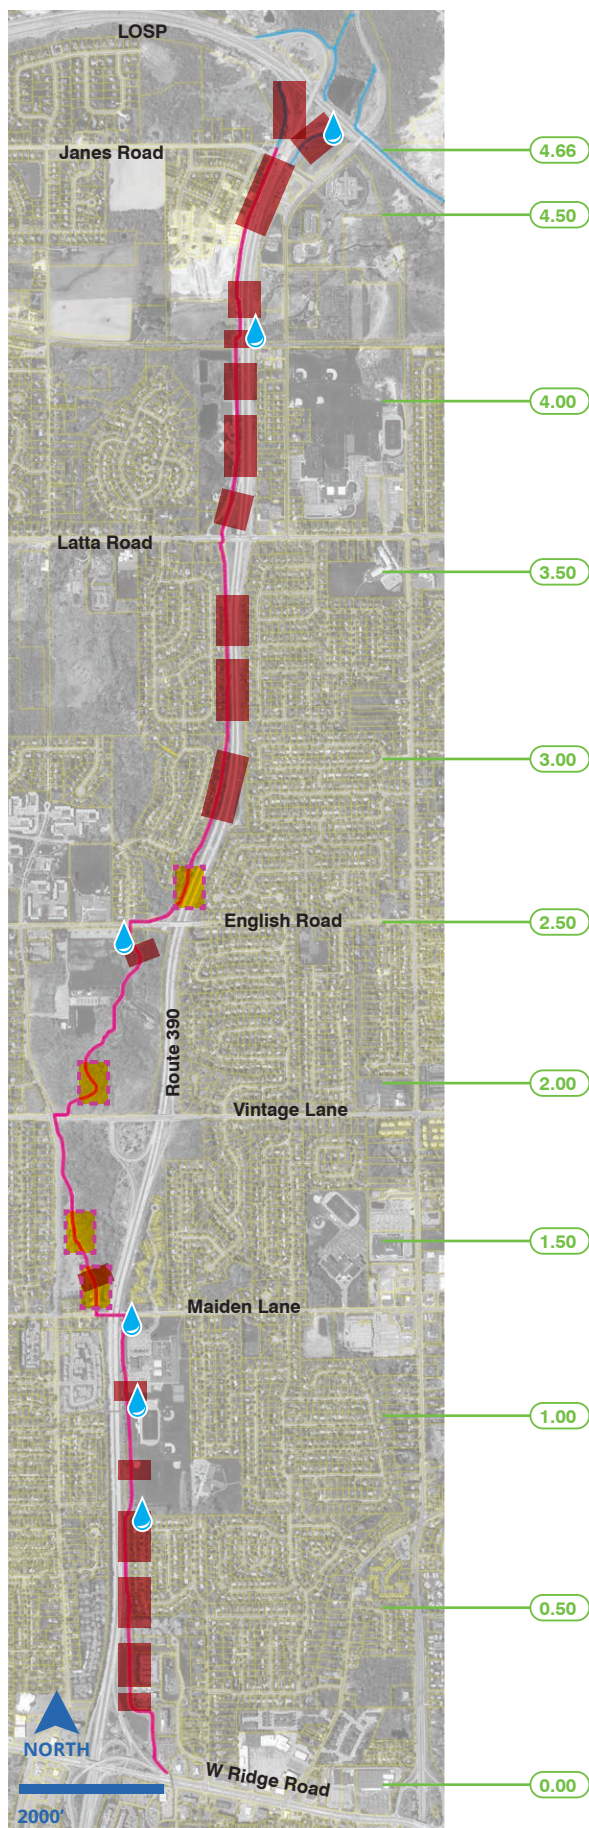 LOSP
Janes Road
4.66
4.50
4.00
Latta Road
3.50
3.00
English Road
2.50
Route 390
2.00
Vintage Lane
1.50
Maiden Lane
1.00
0.50
NORTH
W Ridge Road
0.00
2000'